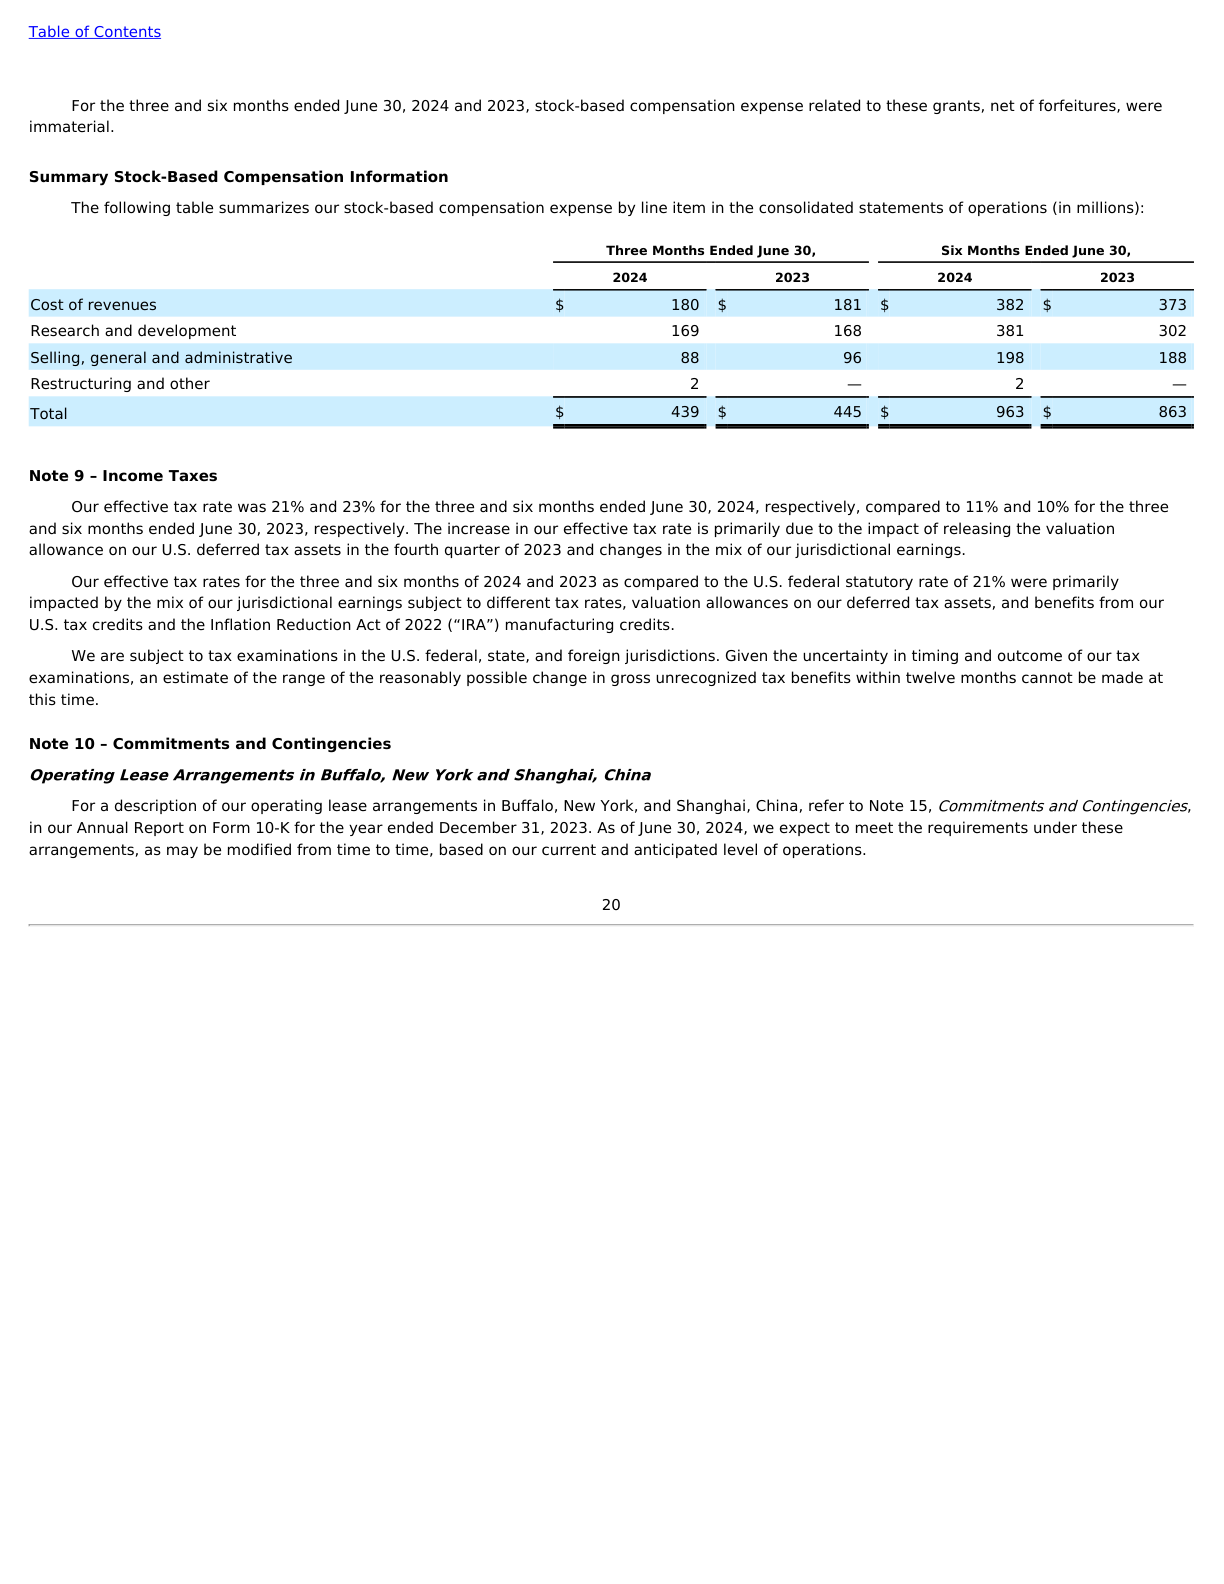 Table of Contents
For the three and six months ended June 30, 2024 and 2023, stock-based compensation expense related to these grants, net of forfeitures, were
immaterial.
Summary Stock-Based Compensation Information
The following table summarizes our stock-based compensation expense by line item in the consolidated statements of operations (in millions):
Three Months Ended June 30, Six Months Ended June 30,
2024 2023 2024 2023
Cost of revenues $ 180 $ 181 $ 382 $ 373
Research and development 169 168 381 302
Selling, general and administrative 88 96 198 188
Restructuring and other 2 — 2 —
Total $ 439 $ 445 $ 963 $ 863
Note 9 – Income Taxes
Our effective tax rate was 21% and 23% for the three and six months ended June 30, 2024, respectively, compared to 11% and 10% for the three
and six months ended June 30, 2023, respectively. The increase in our effective tax rate is primarily due to the impact of releasing the valuation
allowance on our U.S. deferred tax assets in the fourth quarter of 2023 and changes in the mix of our jurisdictional earnings.
Our effective tax rates for the three and six months of 2024 and 2023 as compared to the U.S. federal statutory rate of 21% were primarily
impacted by the mix of our jurisdictional earnings subject to different tax rates, valuation allowances on our deferred tax assets, and benefits from our
U.S. tax credits and the Inflation Reduction Act of 2022 (“IRA”) manufacturing credits.
We are subject to tax examinations in the U.S. federal, state, and foreign jurisdictions. Given the uncertainty in timing and outcome of our tax
examinations, an estimate of the range of the reasonably possible change in gross unrecognized tax benefits within twelve months cannot be made at
this time.
Note 10 – Commitments and Contingencies
Operating Lease Arrangements in Buffalo, New York and Shanghai, China
For a description of our operating lease arrangements in Buffalo, New York, and Shanghai, China, refer to Note 15, Commitments and Contingencies,
in our Annual Report on Form 10-K for the year ended December 31, 2023. As of June 30, 2024, we expect to meet the requirements under these
arrangements, as may be modified from time to time, based on our current and anticipated level of operations.
20